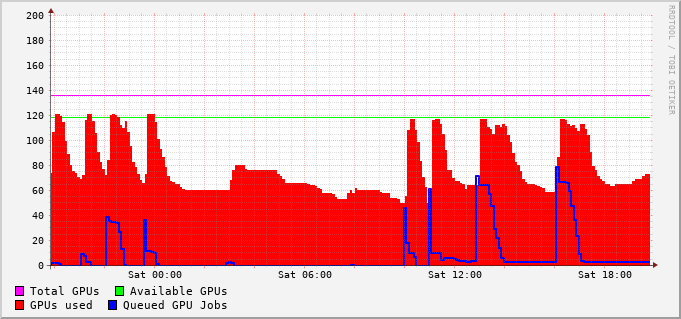 200
180
160
140
120
100
80
60
40
20
0
Sat 00:00 Sat 06:00 Sat 12:00 Sat 18:00
Total GPUs Available GPUs
GPUs used Queued GPU Jobs
RRDTOOL / TOBI OETIKER